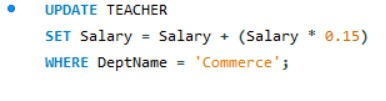 UPDATE TEACHER
SET Salary = Salary + (Salary * 0.15)
WHERE DeptName = 'Commerce';